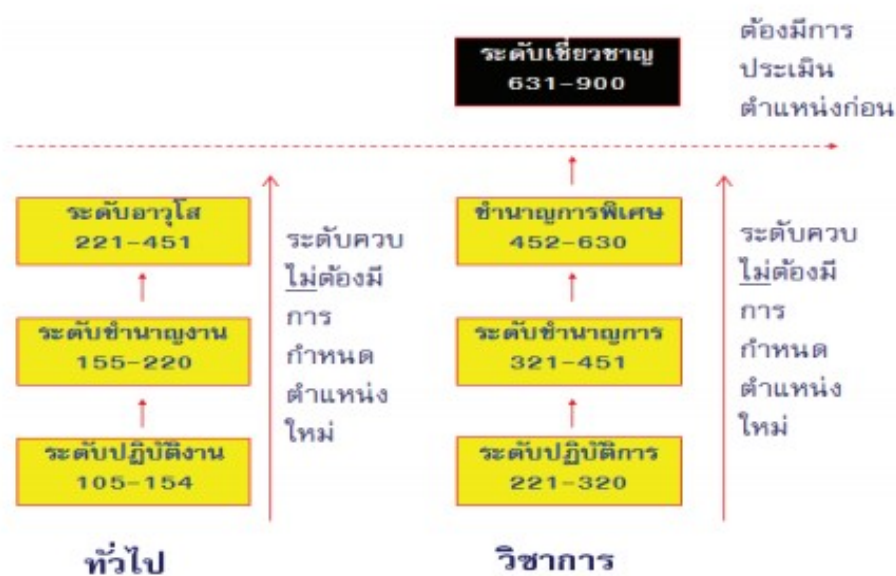 ระดับเชี่ยวชาญ
631-900
ต้องมีการ
ประเมิน
ตำแหน่งก่อน
ระดับอาวุโส
221-451
ระดับควบ
ไม่ต้องมี
การ
กำหนด
ตำแหน่ง
ใหม่
ชำนาญการพิเศษ
452-630
ระดับควบ
ไม่ต้องมี
การ
กำหนด
ตำแหน่ง
ใหม่
ระดับชำนาญงาน
155-220
ระดับชำนาญการ
321-451
ระดับปฏิบัติงาน
105-154
ระดับปฏิบัติการ
221-320
ทั่วไป
วิชาการ